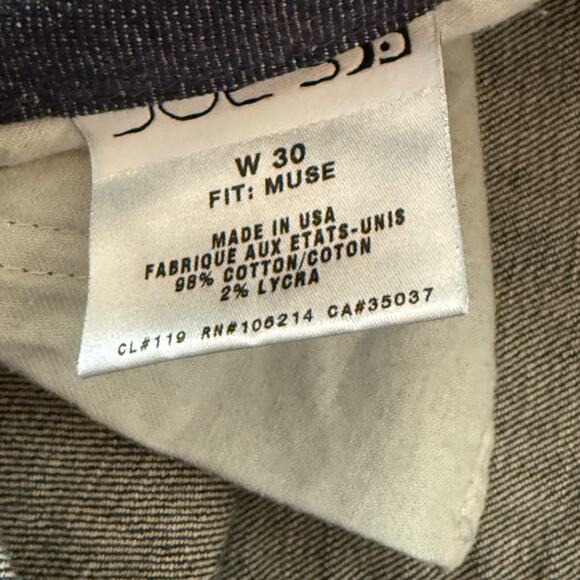 W 30
FIT: MUSE
MADE IN USA
FABRIQUE AUX ETATS-UNIS
98% COTTON/COTON
2% LYCRA
CL#119 RN#106214 CA#35037